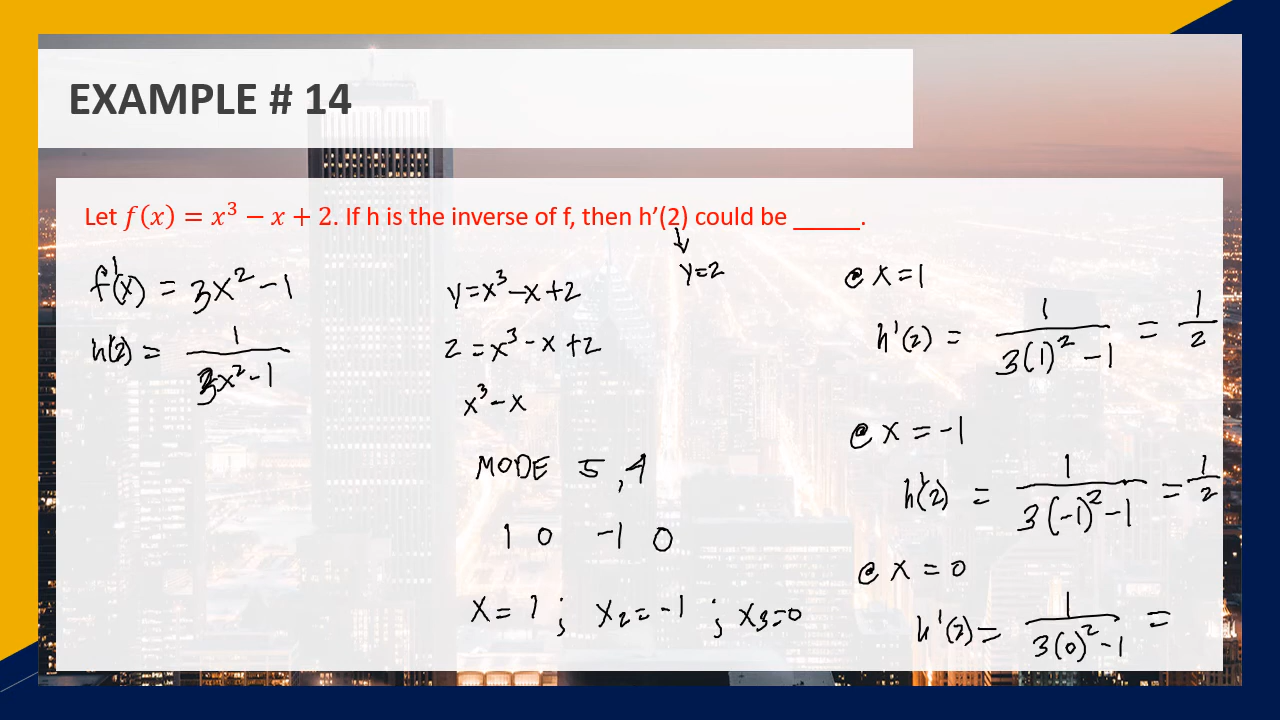 EXAMPLE # 14
Let f(x) = x³ − x + 2. If h is the inverse of f, then h’(2) could be _____.
y=2
f'(x) = 3x² − 1
h'(2) = 1/(3x² − 1)
y = x³ − x + 2
2 = x³ − x + 2
x³ − x
MODE 5, 4
1 0 −1 0
x = 1 ; x₂ = −1 ; x₃ = 0
@ x = 1
h'(2) = 1/(3(1)² − 1) = 1/2
@ x = −1
h'(2) = 1/(3(−1)² − 1) = 1/2
@ x = 0
h'(2) = 1/(3(0)² − 1) =